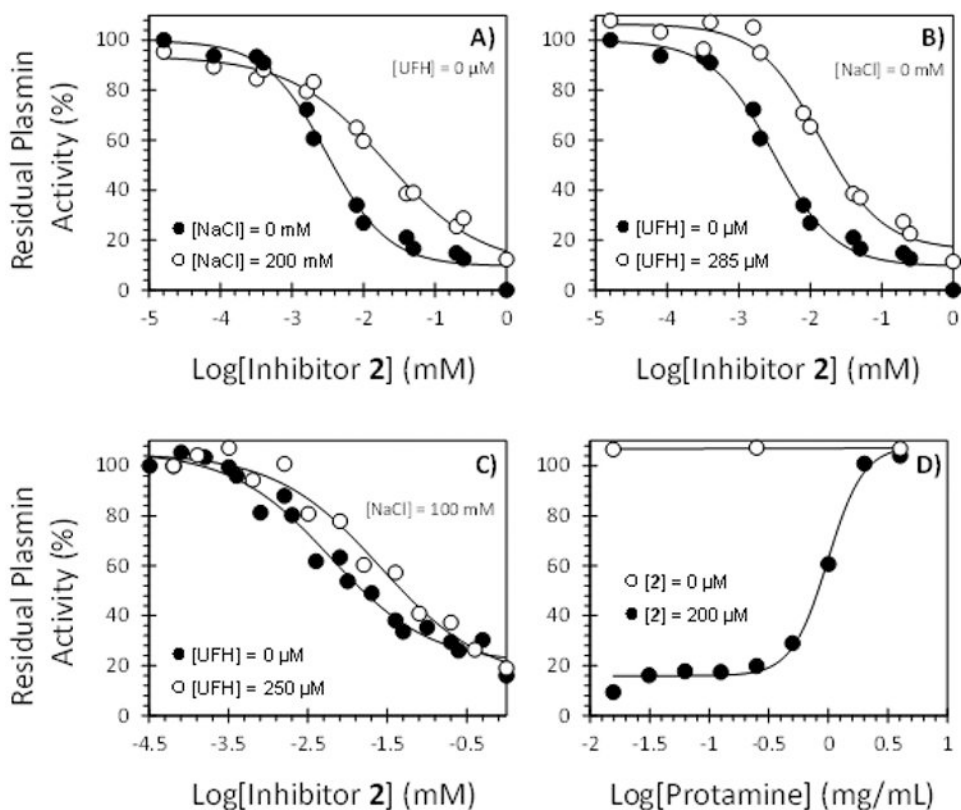 A)
[UFH] = 0 µM
Residual Plasmin
Activity (%)
100
80
60
40
20
0
● [NaCl] = 0 mM
○ [NaCl] = 200 mM
-5 -4 -3 -2 -1 0
Log[Inhibitor 2] (mM)
B)
[NaCl] = 0 mM
100
80
60
40
20
0
● [UFH] = 0 µM
○ [UFH] = 285 µM
-5 -4 -3 -2 -1 0
Log[Inhibitor 2] (mM)
C)
[NaCl] = 100 mM
Residual Plasmin
Activity (%)
100
80
60
40
20
0
● [UFH] = 0 µM
○ [UFH] = 250 µM
-4.5 -3.5 -2.5 -1.5 -0.5
Log[Inhibitor 2] (mM)
D)
100
80
60
40
20
0
○ [2] = 0 µM
● [2] = 200 µM
-2 -1.5 -1 -0.5 0 0.5 1
Log[Protamine] (mg/mL)